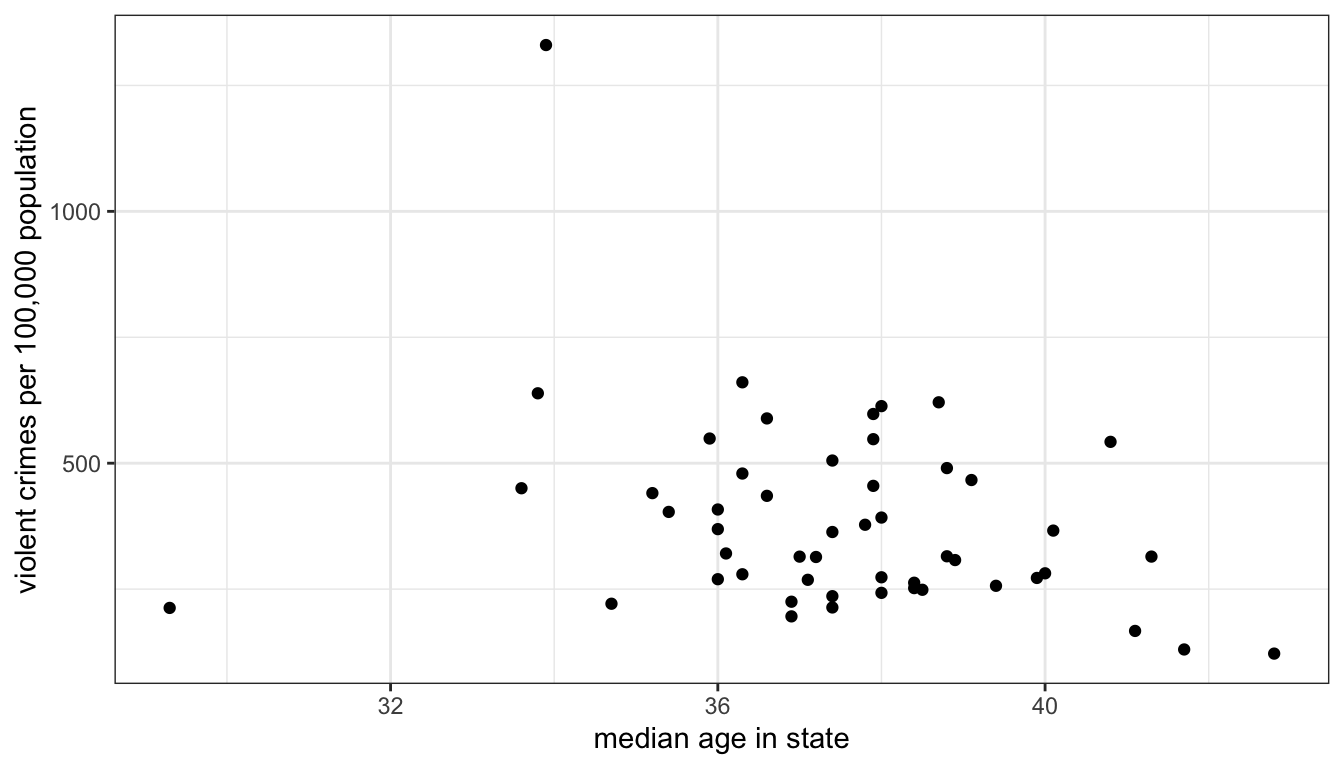 violent crimes per 100,000 population
1000
500
32
36
40
median age in state